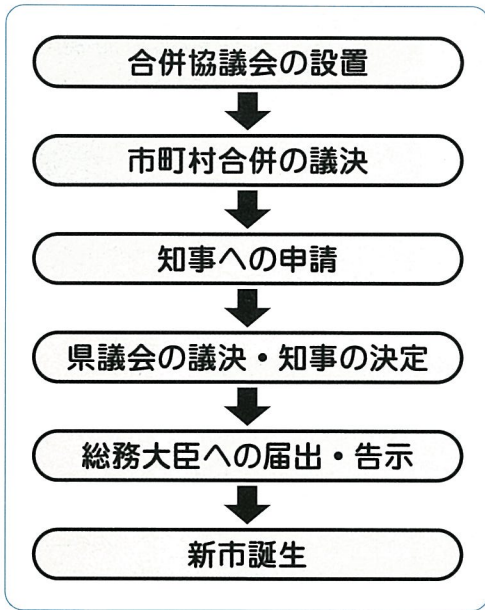 合併協議会の設置
市町村合併の議決
知事への申請
県議会の議決・知事の決定
総務大臣への届出・告示
新市誕生